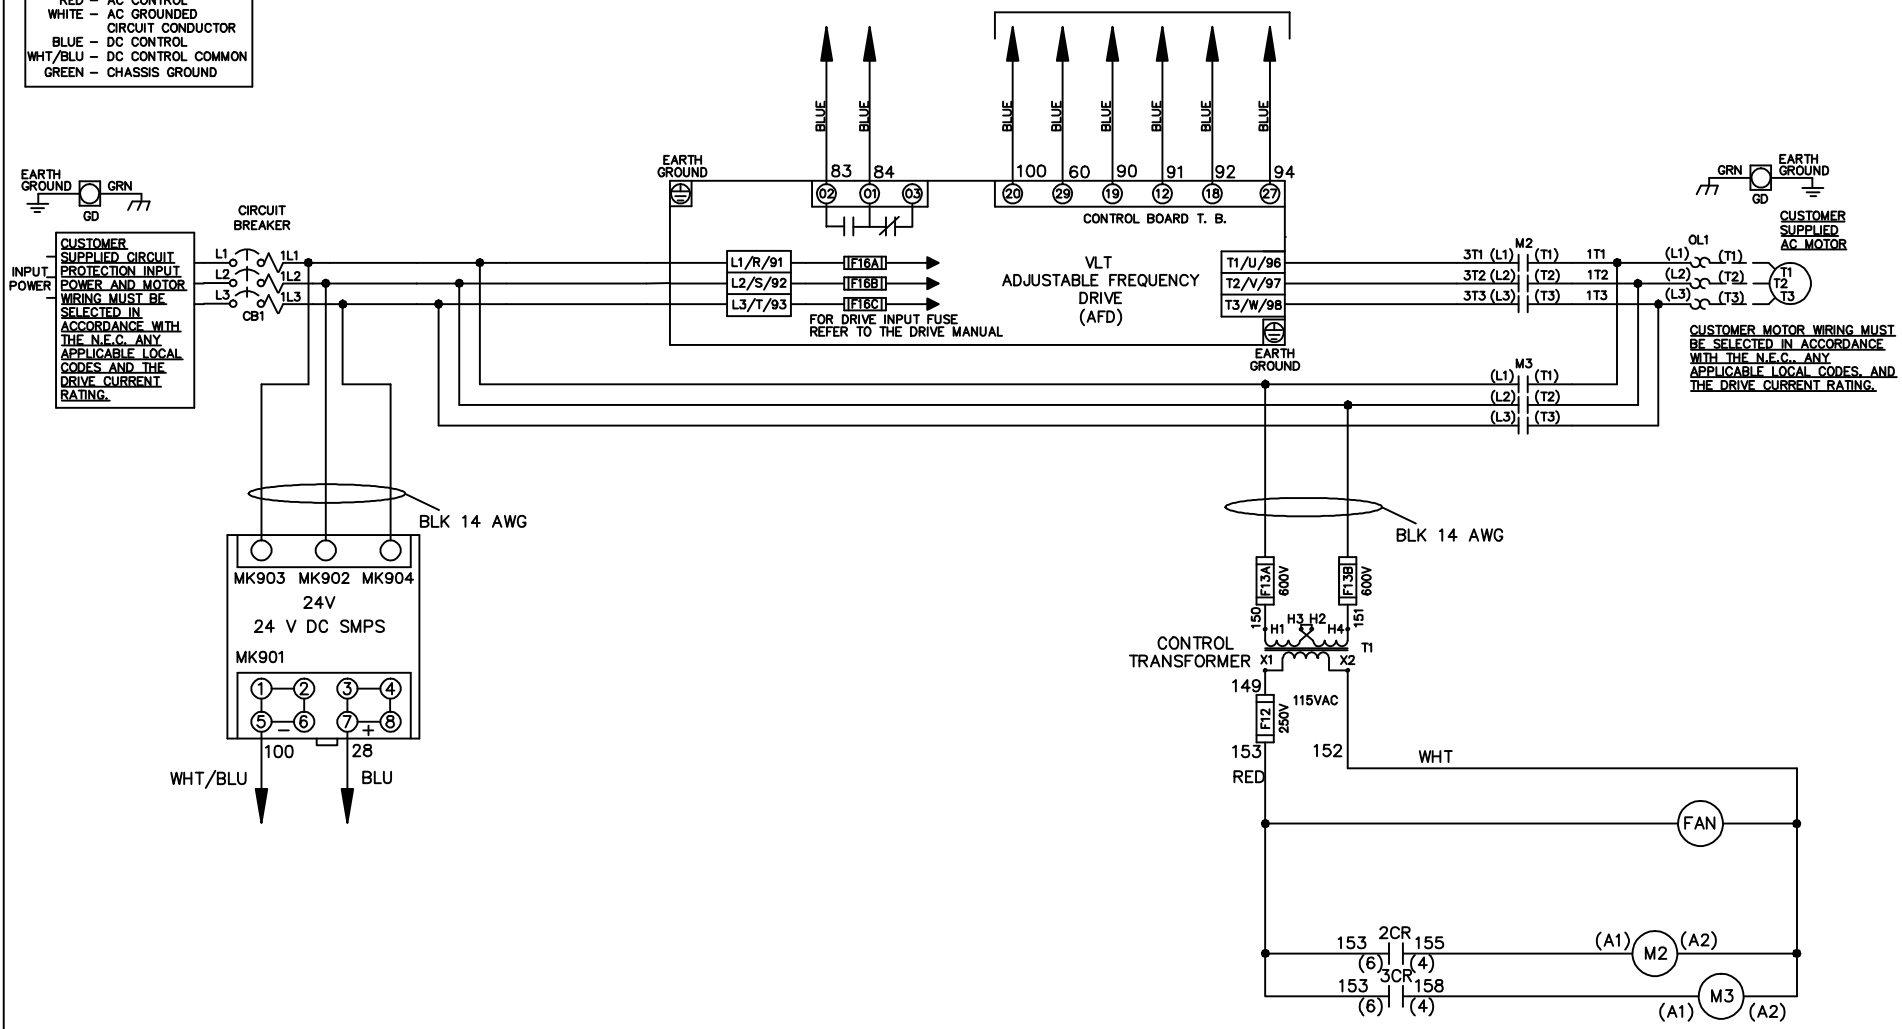 RED - AC CONTROL
WHITE - AC GROUNDED
CIRCUIT CONDUCTOR
BLUE - DC CONTROL
WHT/BLU - DC CONTROL COMMON
GREEN - CHASSIS GROUND
BLUE
BLUE
BLUE
BLUE
BLUE
BLUE
BLUE
BLUE
EARTH
GROUND
GRN
GD
CIRCUIT
BREAKER
CUSTOMER
SUPPLIED CIRCUIT
PROTECTION INPUT
POWER AND MOTOR
WIRING MUST BE
SELECTED IN
ACCORDANCE WITH
THE N.E.C. ANY
APPLICABLE LOCAL
CODES AND THE
DRIVE CURRENT
RATING.
INPUT
POWER
L1
1L1
L2
1L2
L3
1L3
CB1
EARTH
GROUND
83 84
02 01 03
100 60 90 91 92 94
20 29 19 12 18 27
CONTROL BOARD T. B.
L1/R/91
L2/S/92
L3/T/93
F16A
F16B
F16C
FOR DRIVE INPUT FUSE
REFER TO THE DRIVE MANUAL
VLT
ADJUSTABLE FREQUENCY
DRIVE
(AFD)
T1/U/96
T2/V/97
T3/W/98
EARTH
GROUND
M2
3T1 (L1) (T1) 1T1
3T2 (L2) (T2) 1T2
3T3 (L3) (T3) 1T3
M3
(L1) (T1)
(L2) (T2)
(L3) (T3)
GRN
EARTH
GROUND
GD
CUSTOMER
SUPPLIED
AC MOTOR
OL1
(L1) (T1)
(L2) (T2)
(L3) (T3)
T1
T2
T3
CUSTOMER MOTOR WIRING MUST
BE SELECTED IN ACCORDANCE
WITH THE N.E.C., ANY
APPLICABLE LOCAL CODES, AND
THE DRIVE CURRENT RATING.
BLK 14 AWG
MK903 MK902 MK904
24V
24 V DC SMPS
MK901
1 2 3 4
5 6 7 8
- +
100 28
WHT/BLU
BLU
BLK 14 AWG
F13A
600V
F13B
600V
150
151
H1 H3 H2 H4
T1
CONTROL
TRANSFORMER
X1 X2
149
115VAC
F12
250V
153
152
RED
WHT
FAN
2CR
153 155
(6) (4)
(A1) M2 (A2)
3CR
153 158
(6) (4)
(A1) M3 (A2)